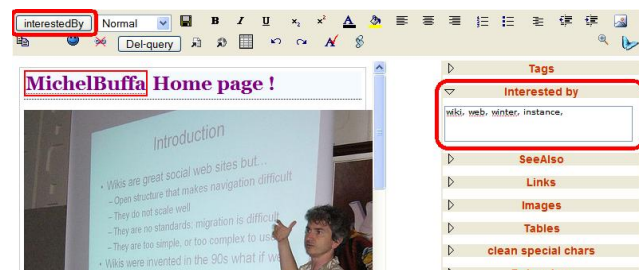 interestedBy Normal B I U x₂ x² A
Del-query
MichelBuffa Home page !
Introduction
• Wikis are great social web sites but…
– Open structure that makes navigation difficult
– They do not scale well
– They are no standards: migration is difficult
– They are too simple, or too complex to use
• Wikis were invented in the 90s what if we
Tags
Interested by
wiki, web, winter, instance,
SeeAlso
Links
Images
Tables
clean special chars